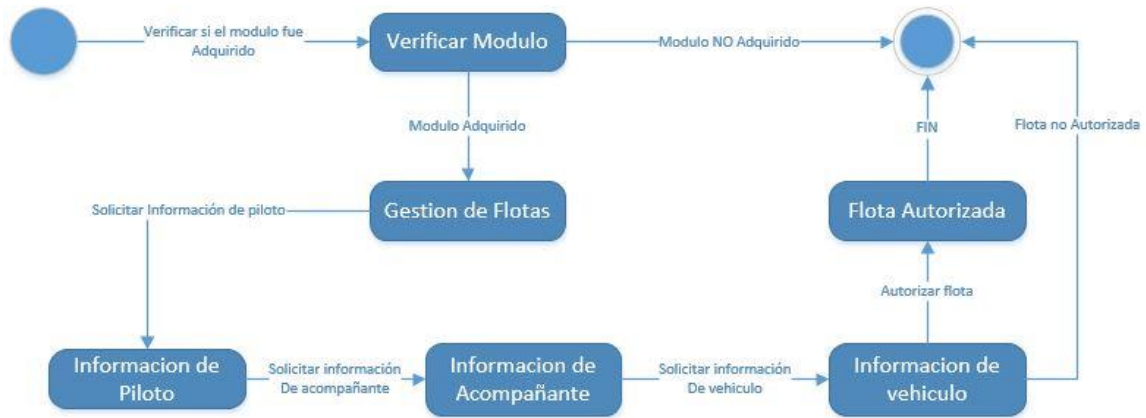 Verificar si el modulo fue
Adquirido
Verificar Modulo
Modulo NO Adquirido
Modulo Adquirido
FIN
Flota no Autorizada
Solicitar Información de piloto
Gestion de Flotas
Flota Autorizada
Autorizar flota
Informacion de
Piloto
Solicitar información
De acompañante
Informacion de
Acompañante
Solicitar información
De vehiculo
Informacion de
vehiculo